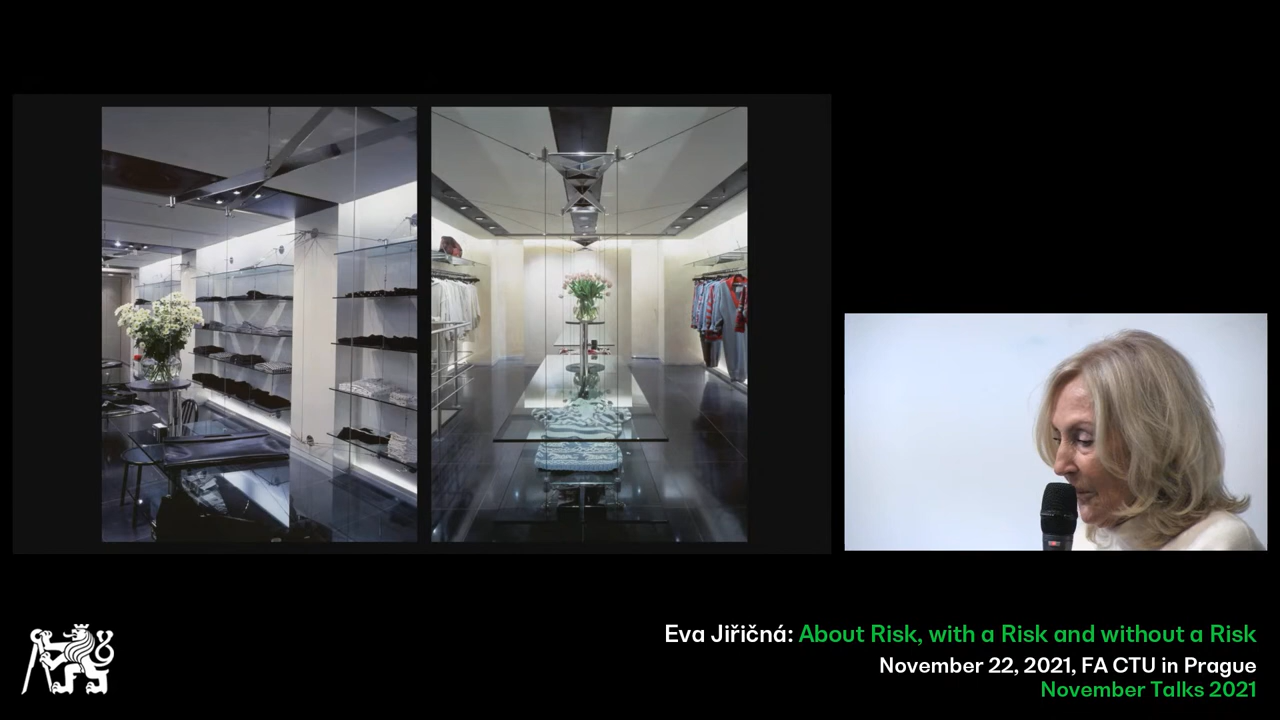 Eva Jiřičná: About Risk, with a Risk and without a Risk
November 22, 2021, FA CTU in Prague
November Talks 2021